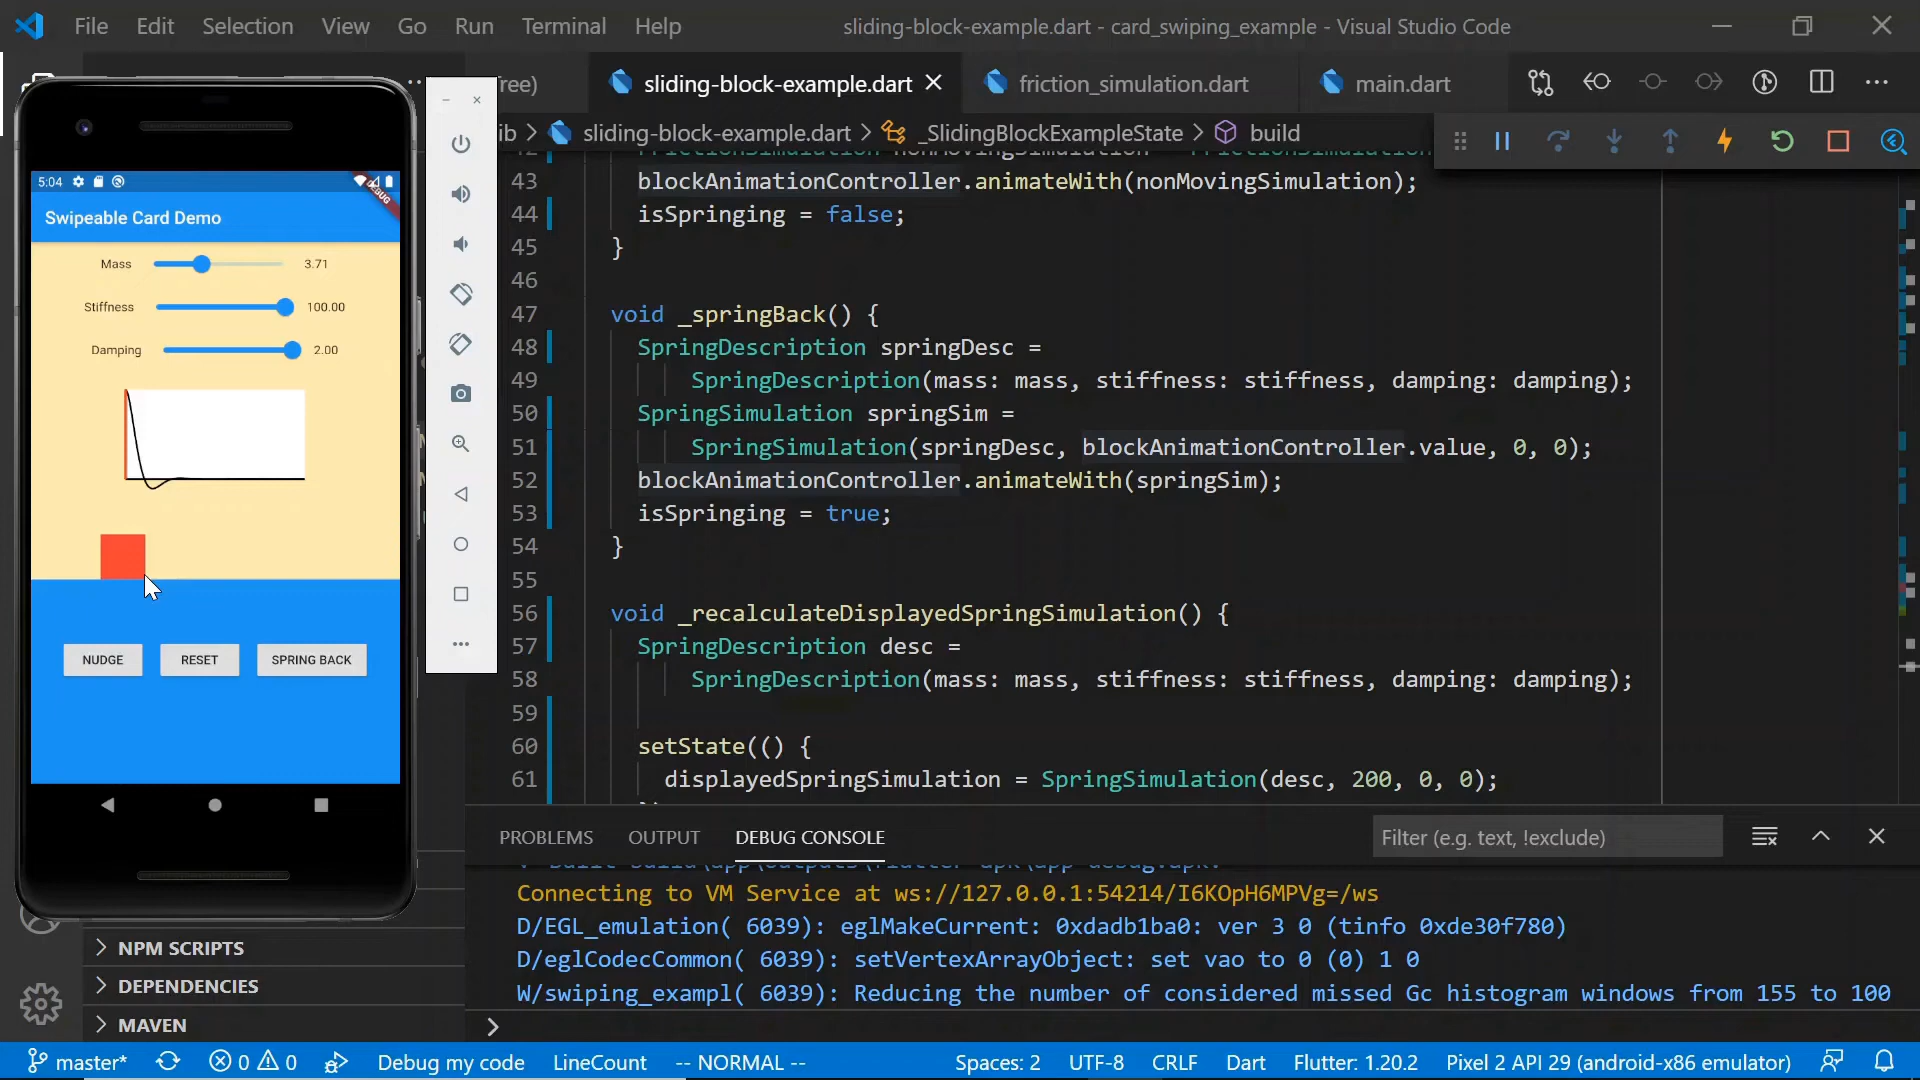 File Edit Selection View Go Run Terminal Help
sliding-block-example.dart - card_swiping_example - Visual Studio Code
ree)
sliding-block-example.dart
friction_simulation.dart
main.dart
ib > sliding-block-example.dart > _SlidingBlockExampleState > build
43 blockAnimationController.animateWith(nonMovingSimulation);
44 isSpringing = false;
45 }
46
47 void _springBack() {
48 SpringDescription springDesc =
49 SpringDescription(mass: mass, stiffness: stiffness, damping: damping);
50 SpringSimulation springSim =
51 SpringSimulation(springDesc, blockAnimationController.value, 0, 0);
52 blockAnimationController.animateWith(springSim);
53 isSpringing = true;
54 }
55
56 void _recalculateDisplayedSpringSimulation() {
57 SpringDescription desc =
58 SpringDescription(mass: mass, stiffness: stiffness, damping: damping);
59
60 setState(() {
61 displayedSpringSimulation = SpringSimulation(desc, 200, 0, 0);
5:04
DEBUG
Swipeable Card Demo
Mass 3.71
Stiffness 100.00
Damping 2.00
NUDGE RESET SPRING BACK
PROBLEMS OUTPUT DEBUG CONSOLE
Filter (e.g. text, !exclude)
Connecting to VM Service at ws://127.0.0.1:54214/I6KOpH6MPVg=/ws
D/EGL_emulation( 6039): eglMakeCurrent: 0xdadb1ba0: ver 3 0 (tinfo 0xde30f780)
D/eglCodecCommon( 6039): setVertexArrayObject: set vao to 0 (0) 1 0
W/swiping_exampl( 6039): Reducing the number of considered missed Gc histogram windows from 155 to 100
NPM SCRIPTS
DEPENDENCIES
MAVEN
master* 0 0 Debug my code LineCount -- NORMAL -- Spaces: 2 UTF-8 CRLF Dart Flutter: 1.20.2 Pixel 2 API 29 (android-x86 emulator)